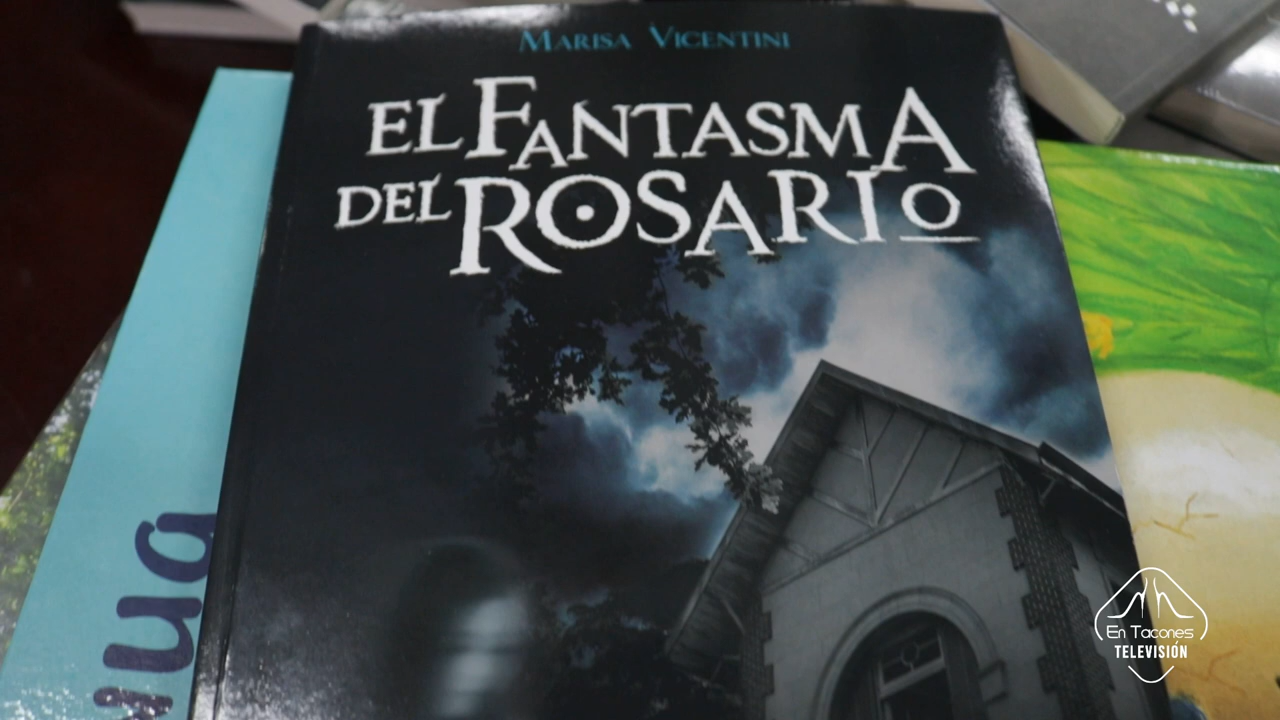 MARISA VICENTINI
EL FANTASMA
DEL ROSARIO
En Tacones
TELEVISIÓN